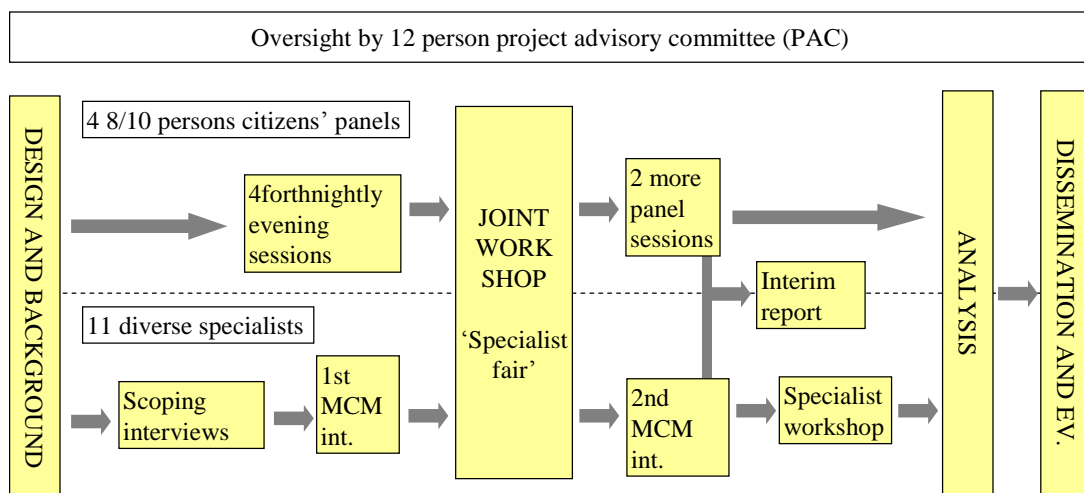 Oversight by 12 person project advisory committee (PAC)
DESIGN AND BACKGROUND
4 8/10 persons citizens’ panels
4forthnightly
evening
sessions
11 diverse specialists
Scoping
interviews
1st
MCM
int.
JOINT
WORK
SHOP
‘Specialist
fair’
2 more
panel
sessions
Interim
report
2nd
MCM
int.
Specialist
workshop
ANALYSIS
DISSEMINATION AND EV.